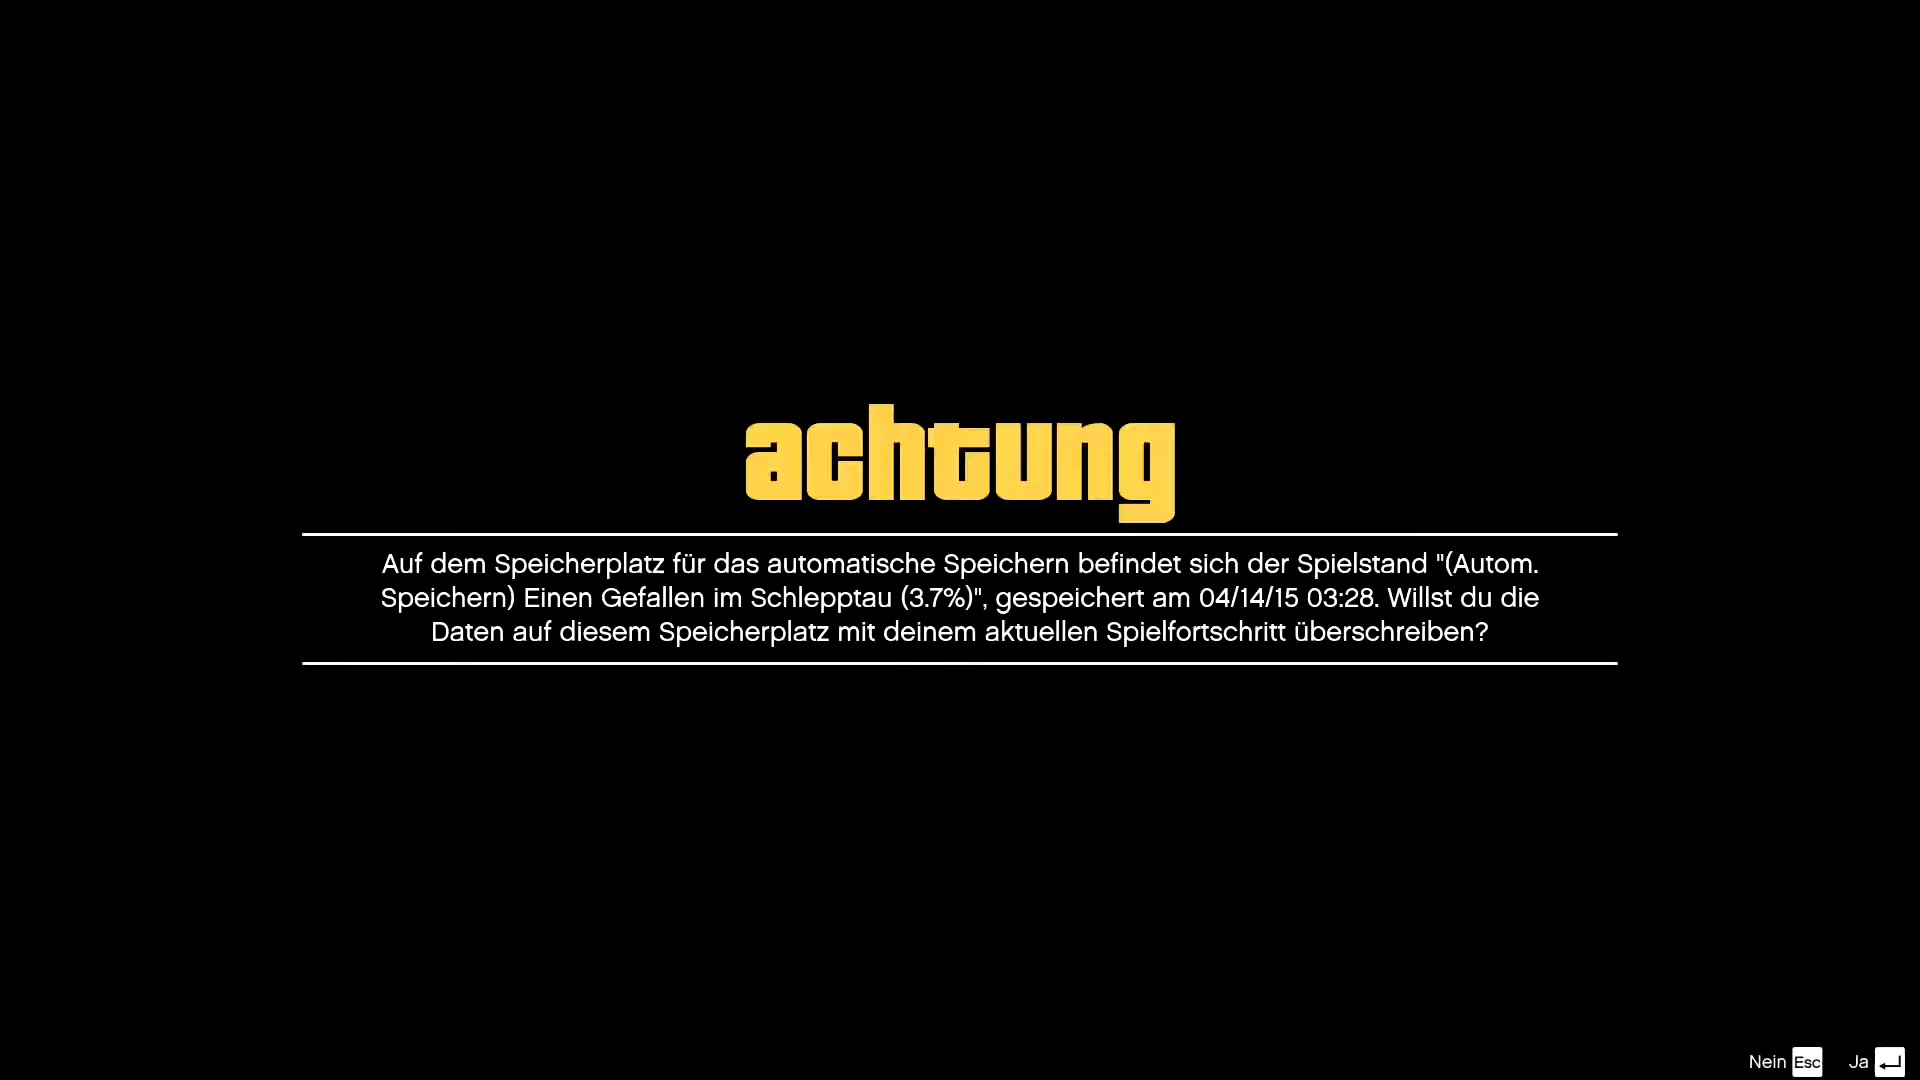 achtung
Auf dem Speicherplatz für das automatische Speichern befindet sich der Spielstand "(Autom.
Speichern) Einen Gefallen im Schlepptau (3.7%)", gespeichert am 04/14/15 03:28. Willst du die
Daten auf diesem Speicherplatz mit deinem aktuellen Spielfortschritt überschreiben?
Nein Esc Ja